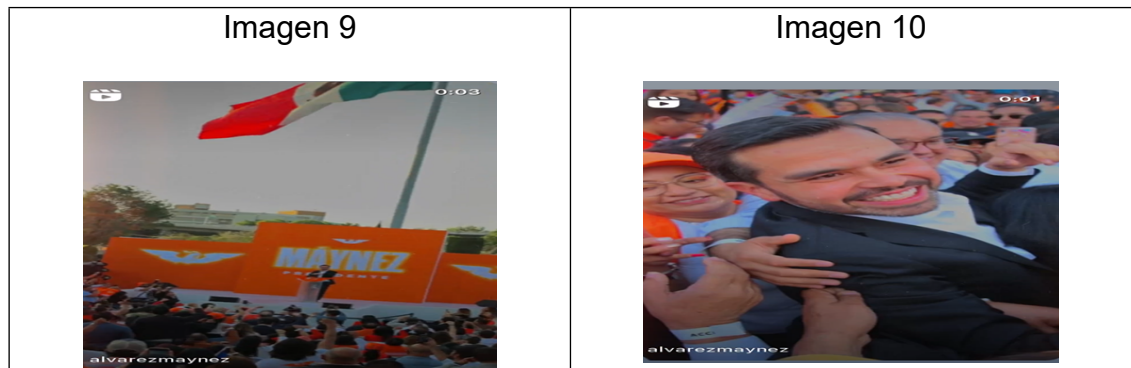 Imagen 9
Imagen 10
0:03
MÁYNEZ
PRESIDENTE
alvarezmaynez
0:01
alvarezmaynez